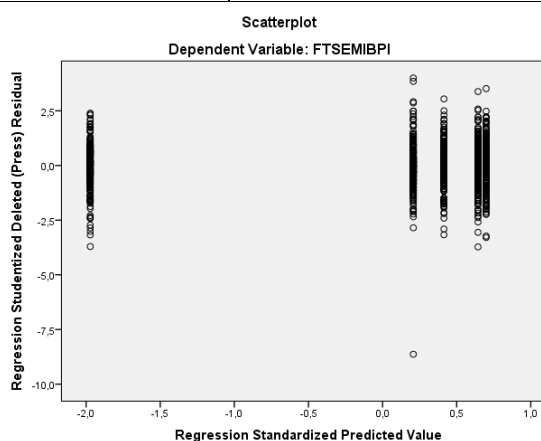 Scatterplot
Dependent Variable: FTSEMIBPI
Regression Studentized Deleted (Press) Residual
2,5
0,0
-2,5
-5,0
-7,5
-10,0
-2,0 -1,5 -1,0 -0,5 0,0 0,5 1,0
Regression Standardized Predicted Value